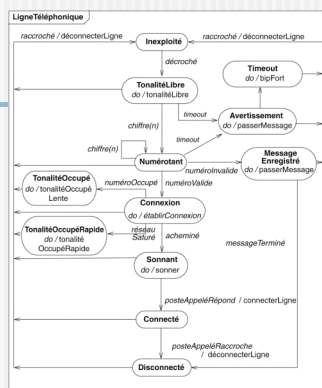 LigneTéléphonique
raccroché / déconnecterLigne
Inexploité
raccroché / déconnecterLigne
décroché
Timeout
do / bipFort
TonalitéLibre
do / tonalitéLibre
timeout
Avertissement
do / passerMessage
chiffre(n)
chiffre(n)
timeout
Numérotant
numéroInvalide
Message
Enregistré
do / passerMessage
TonalitéOccupé
do / tonalitéOccupé
Lente
numéroOccupé
numéroValide
Connexion
do / établirConnexion
TonalitéOccupéRapide
do / tonalité
OccupéRapide
réseau
Saturé
acheminé
messageTerminé
Sonnant
do / sonner
posteAppeléRépond / connecterLigne
Connecté
posteAppeléRaccroche
/ déconnecterLigne
Disconnecté